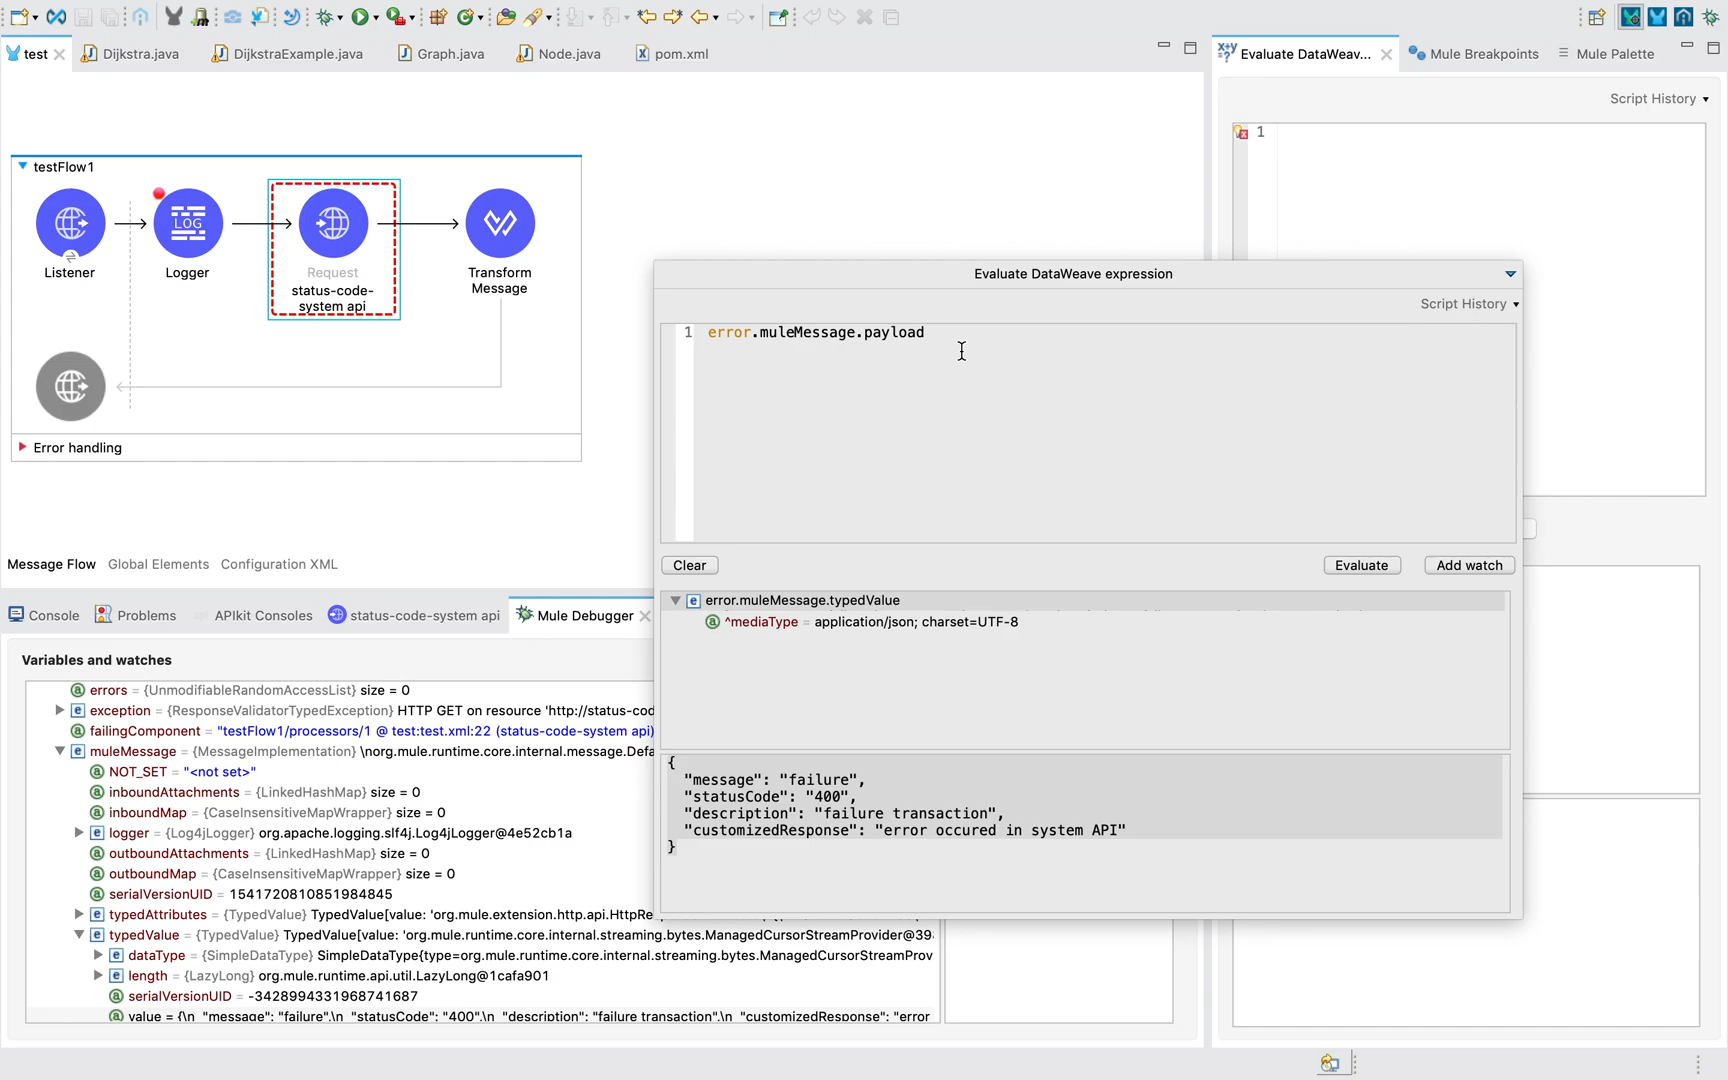 test
Dijkstra.java
DijkstraExample.java
Graph.java
Node.java
pom.xml
Evaluate DataWeav...
Mule Breakpoints
Mule Palette
Script History
1
testFlow1
LOG
Listener
Logger
Request
status-code-
system api
Transform
Message
Error handling
Evaluate DataWeave expression
Script History
1 error.muleMessage.payload
Clear
Evaluate
Add watch
error.muleMessage.typedValue
^mediaType = application/json; charset=UTF-8
{
"message": "failure",
"statusCode": "400",
"description": "failure transaction",
"customizedResponse": "error occured in system API"
}
Message Flow
Global Elements
Configuration XML
Console
Problems
APIkit Consoles
status-code-system api
Mule Debugger
Variables and watches
errors = {UnmodifiableRandomAccessList} size = 0
exception = {ResponseValidatorTypedException} HTTP GET on resource 'http://status-cod
failingComponent = "testFlow1/processors/1 @ test:test.xml:22 (status-code-system api)
muleMessage = {MessageImplementation} \norg.mule.runtime.core.internal.message.Defa
NOT_SET = "<not set>"
inboundAttachments = {LinkedHashMap} size = 0
inboundMap = {CaseInsensitiveMapWrapper} size = 0
logger = {Log4jLogger} org.apache.logging.slf4j.Log4jLogger@4e52cb1a
outboundAttachments = {LinkedHashMap} size = 0
outboundMap = {CaseInsensitiveMapWrapper} size = 0
serialVersionUID = 1541720810851984845
typedAttributes = {TypedValue} TypedValue[value: 'org.mule.extension.http.api.HttpRe
typedValue = {TypedValue} TypedValue[value: 'org.mule.runtime.core.internal.streaming.bytes.ManagedCursorStreamProvider@39
dataType = {SimpleDataType} SimpleDataType{type=org.mule.runtime.core.internal.streaming.bytes.ManagedCursorStreamProv
length = {LazyLong} org.mule.runtime.api.util.LazyLong@1cafa901
serialVersionUID = -3428994331968741687
value = {\n "message": "failure",\n "statusCode": "400",\n "description": "failure transaction",\n "customizedResponse": "error